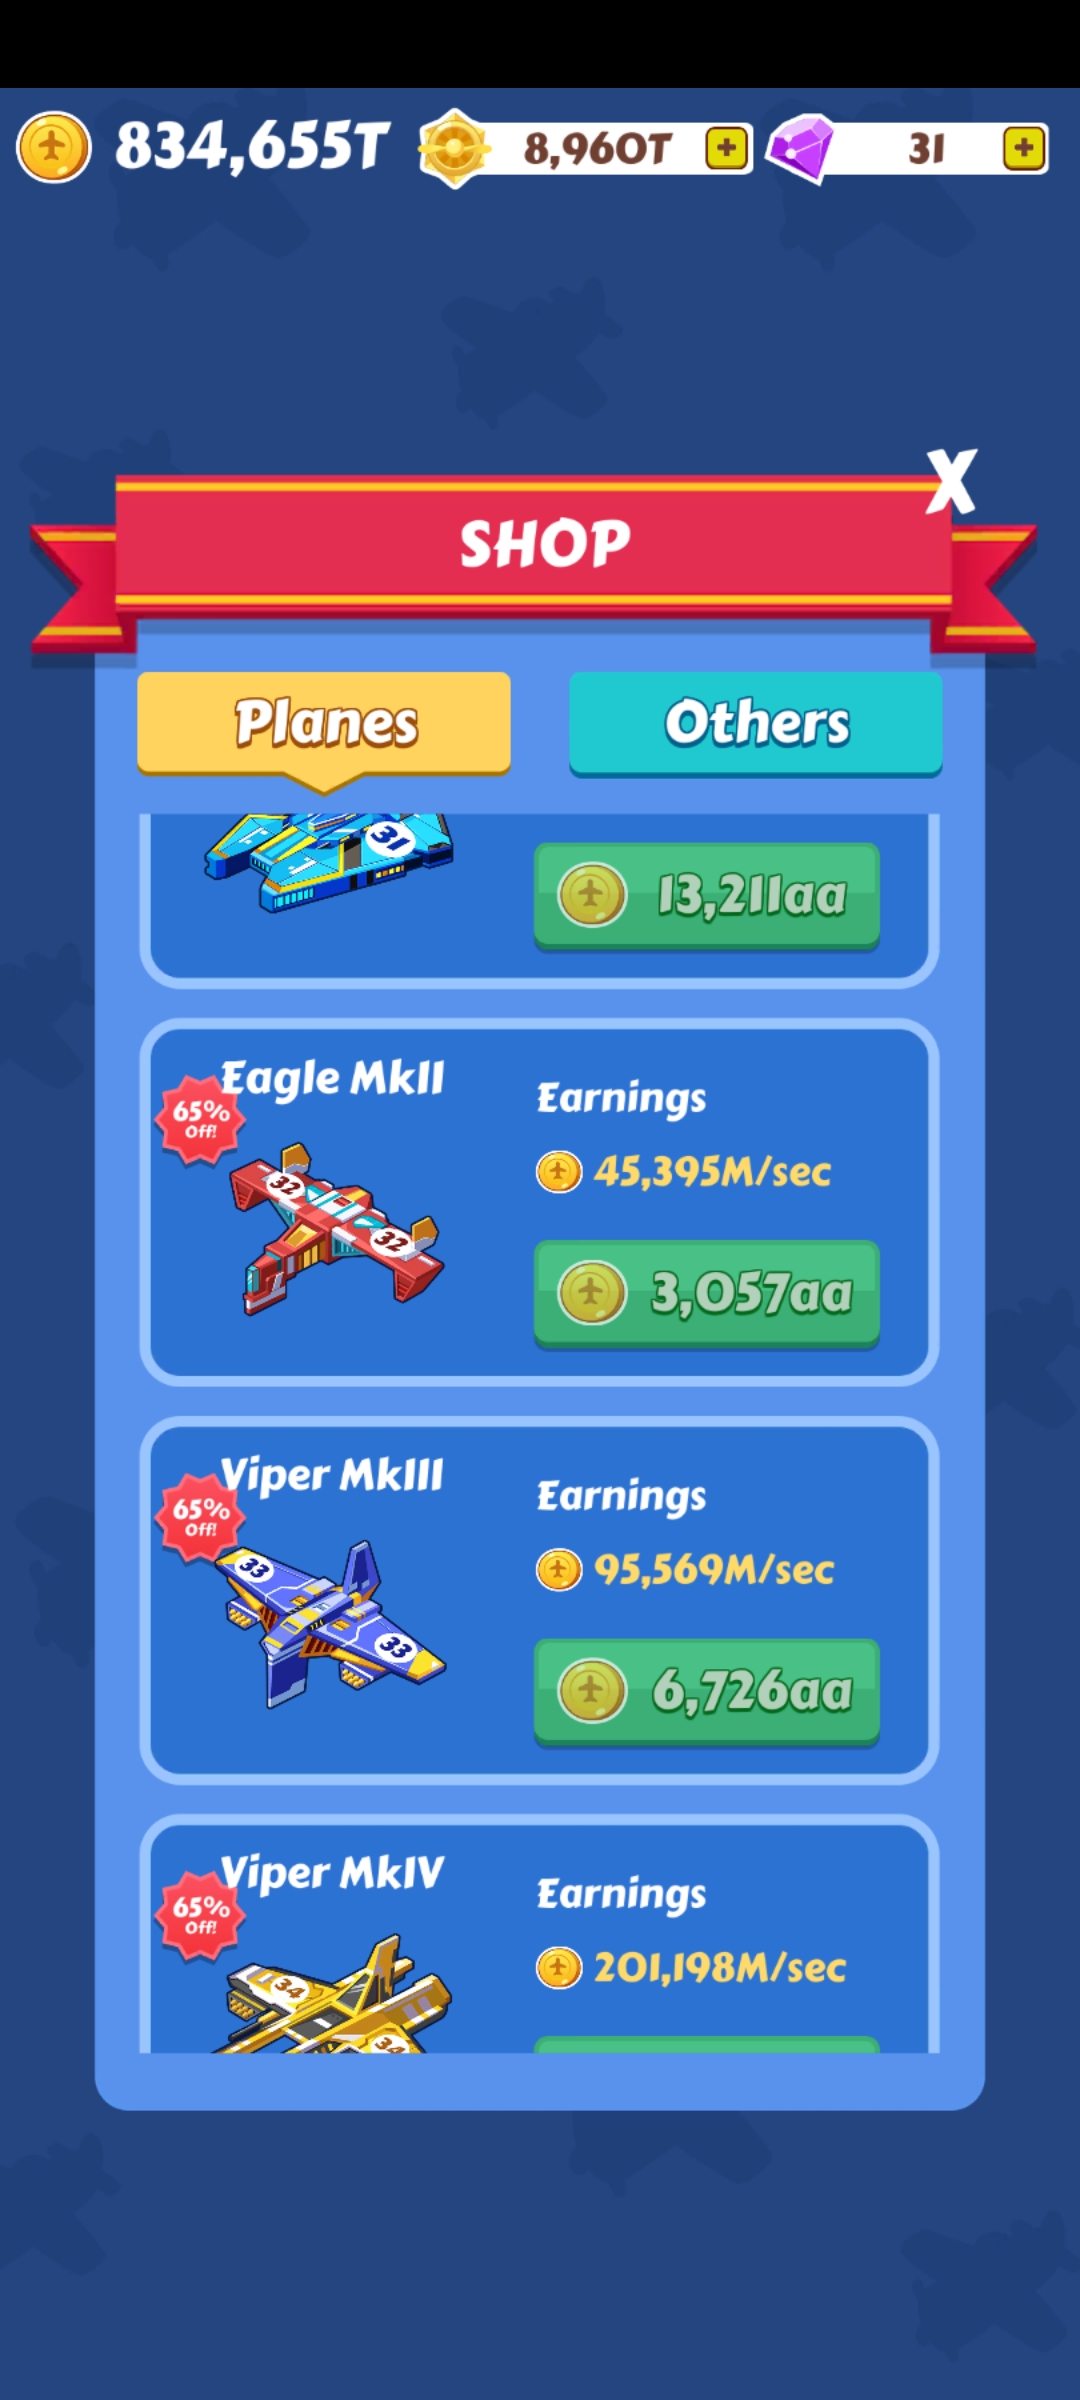 834,655T 8,960T + 31 +
X
SHOP
Planes Others
31
13,211aa
Eagle MkII
65%
Off!
Earnings
45,395M/sec
32
32
3,057aa
Viper MkIII
65%
Off!
Earnings
95,569M/sec
33
33
6,726aa
Viper MkIV
65%
Off!
Earnings
201,198M/sec
34
34